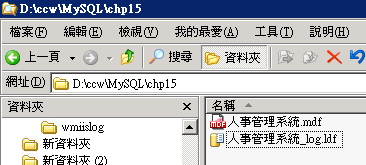 D:\ccw\MySQL\chp15
檔案(F) 編輯(E) 檢視(V) 我的最愛(A) 工具(T) 說明(H)
上一頁 搜尋 資料夾
網址(D) D:\ccw\MySQL\chp15
資料夾 名稱
wmiislog 人事管理系統.mdf
新資料夾 人事管理系統_log.ldf
新資料夾 (2)